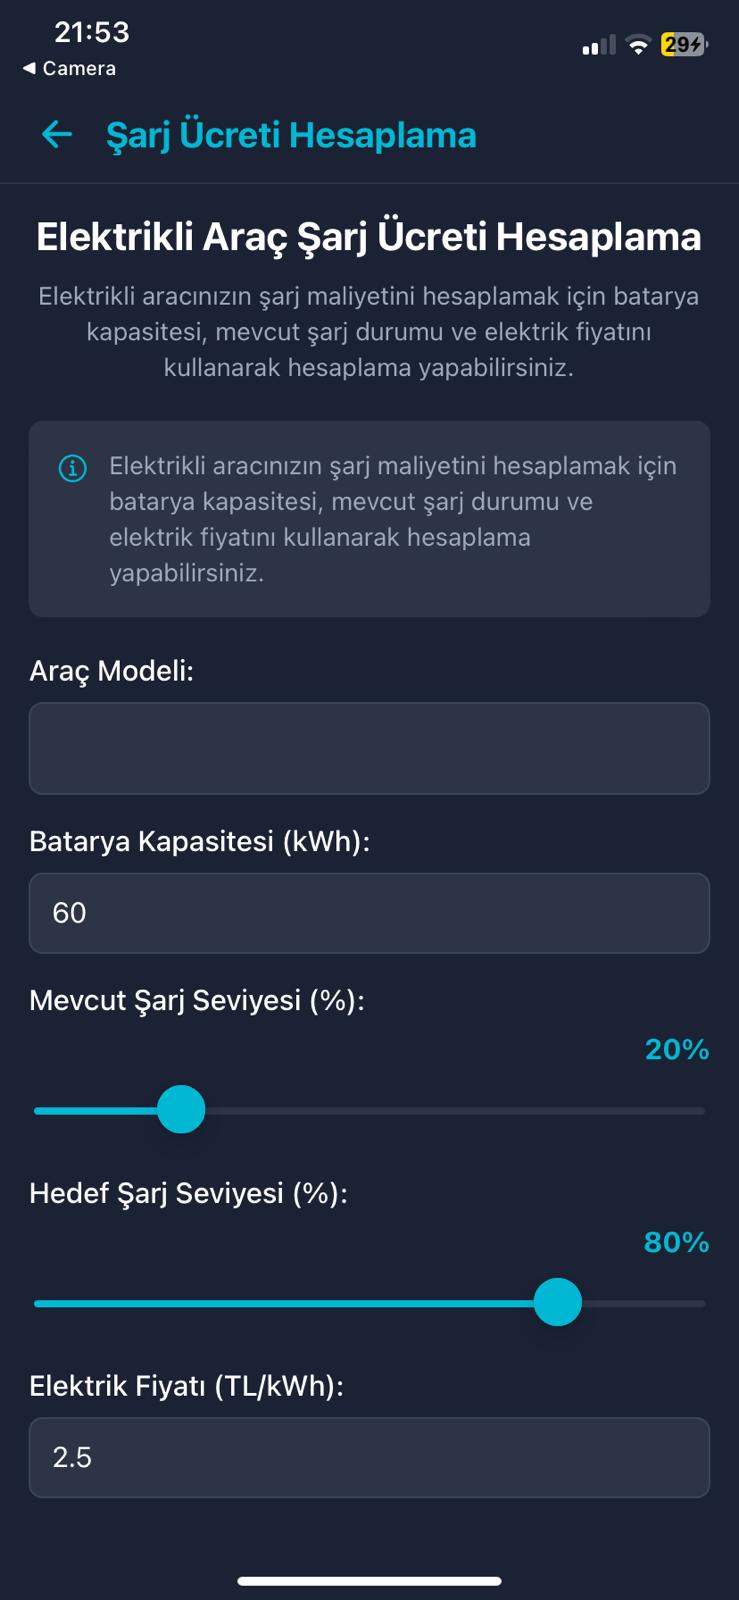 21:53
29
◀ Camera
Şarj Ücreti Hesaplama
Elektrikli Araç Şarj Ücreti Hesaplama
Elektrikli aracınızın şarj maliyetini hesaplamak için batarya
kapasitesi, mevcut şarj durumu ve elektrik fiyatını
kullanarak hesaplama yapabilirsiniz.
Elektrikli aracınızın şarj maliyetini hesaplamak için
batarya kapasitesi, mevcut şarj durumu ve
elektrik fiyatını kullanarak hesaplama
yapabilirsiniz.
Araç Modeli:
Batarya Kapasitesi (kWh):
60
Mevcut Şarj Seviyesi (%):
20%
Hedef Şarj Seviyesi (%):
80%
Elektrik Fiyatı (TL/kWh):
2.5